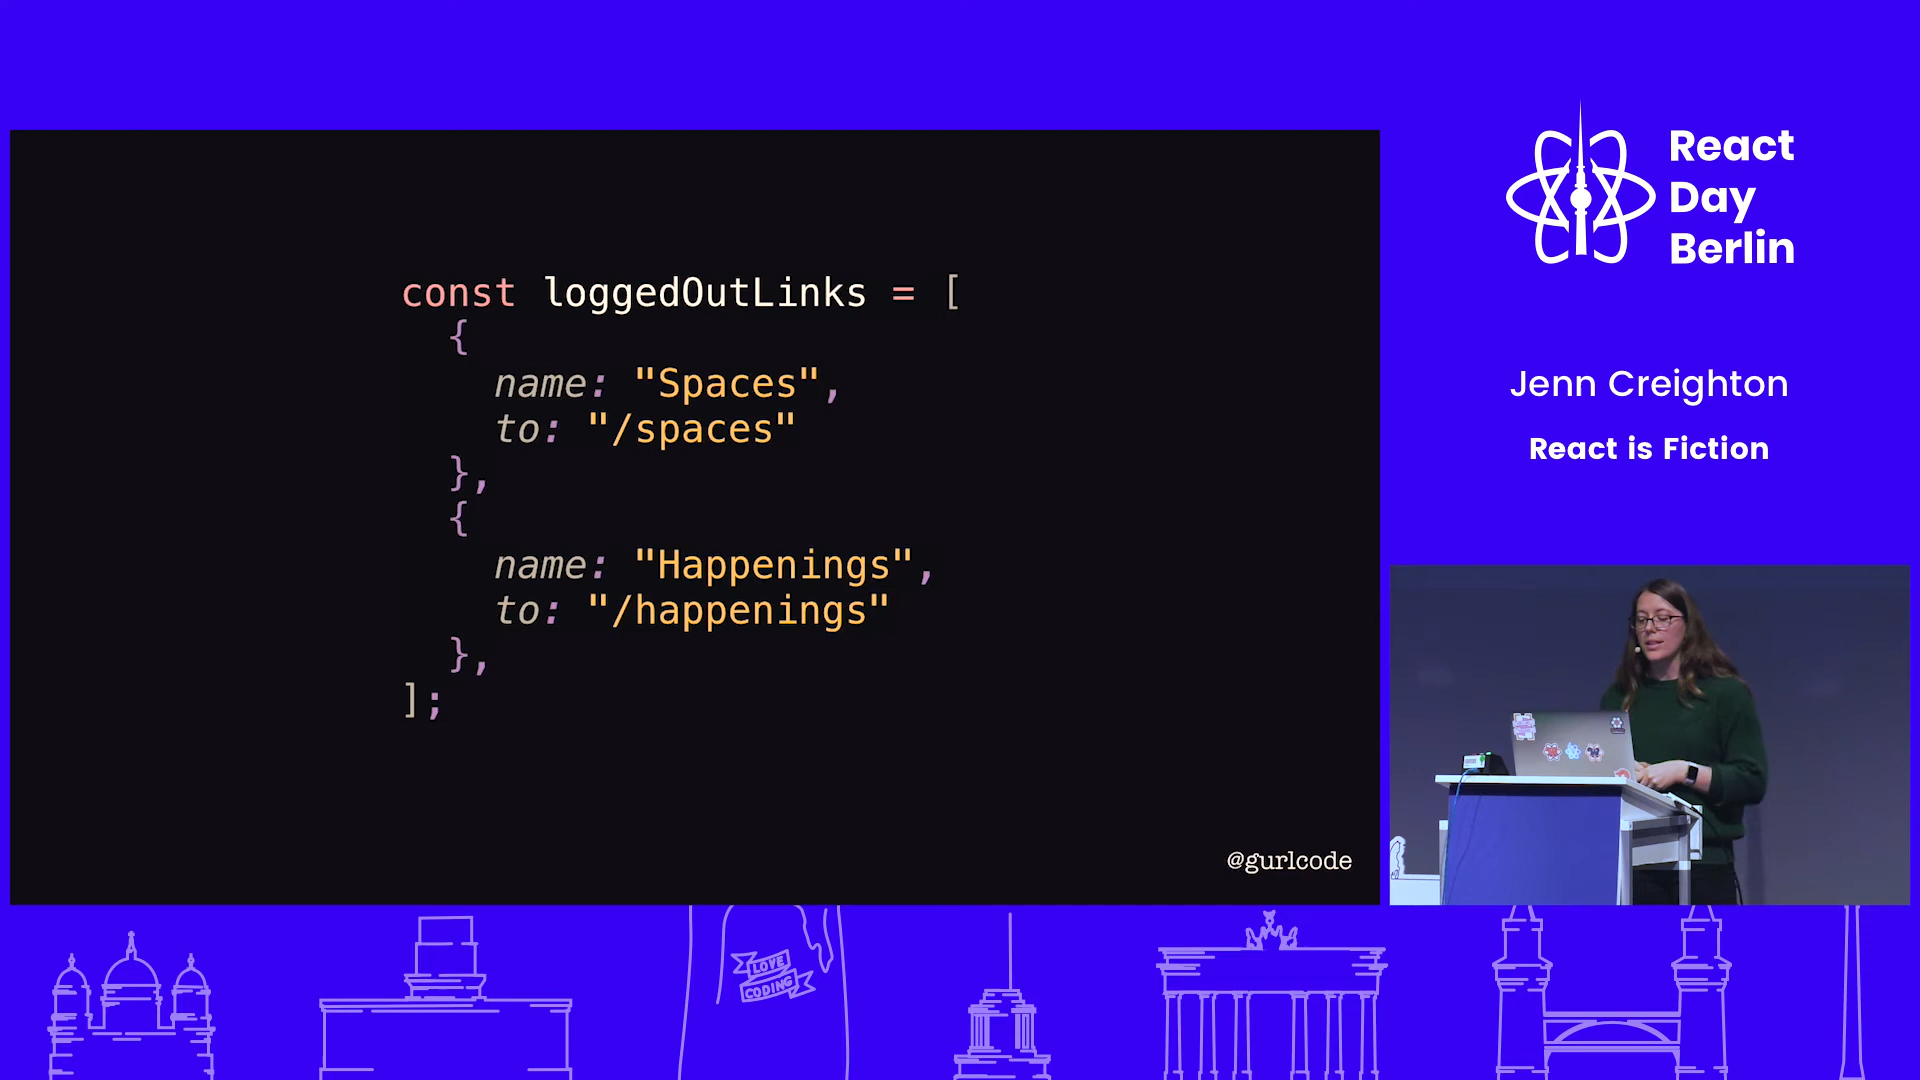 const loggedOutLinks = [
{
name: "Spaces",
to: "/spaces"
},
{
name: "Happenings",
to: "/happenings"
},
];
@gurlcode
React
Day
Berlin
Jenn Creighton
React is Fiction
LOVE
CODING